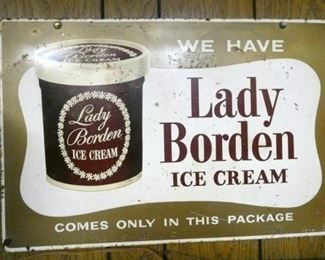 WE HAVE
Lady
Borden
ICE CREAM
Lady
Borden
ICE CREAM
Lady
Borden
ICE CREAM
COMES ONLY IN THIS PACKAGE